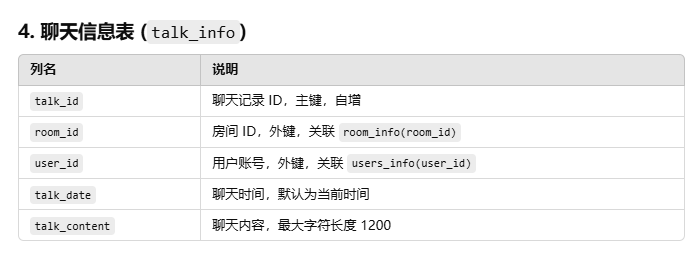 4. 聊天信息表 (talk_info)
列名 说明
talk_id 聊天记录 ID，主键，自增
room_id 房间 ID，外键，关联 room_info(room_id)
user_id 用户账号，外键，关联 users_info(user_id)
talk_date 聊天时间，默认为当前时间
talk_content 聊天内容，最大字符长度 1200